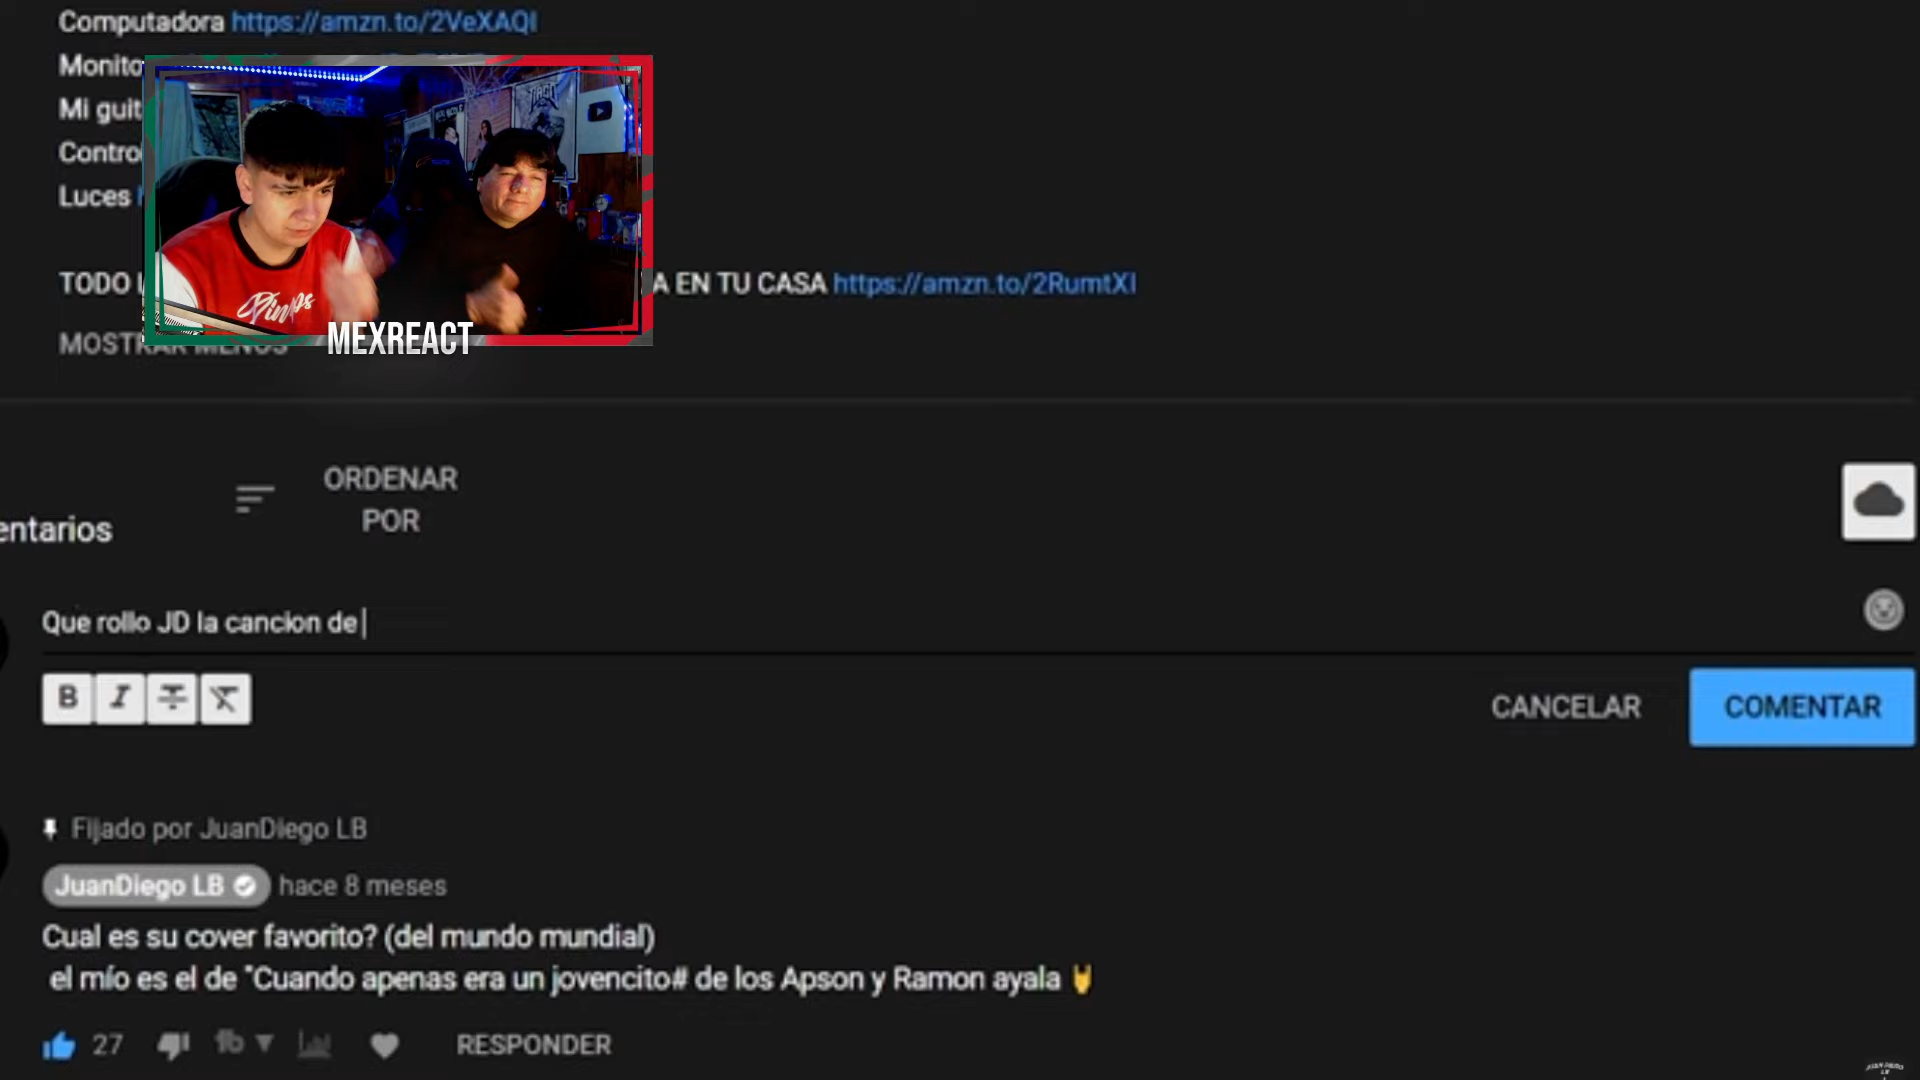 Computadora https://amzn.to/2VeXAQI
Monito
Mi guit
Contro
Luces
TODO
A EN TU CASA https://amzn.to/2RumtXI
MOSTRAR MENOS
MEXREACT
ORDENAR
POR
entarios
Que rollo JD la cancion de
B I T
CANCELAR
COMENTAR
Fijado por JuanDiego LB
JuanDiego LB hace 8 meses
Cual es su cover favorito? (del mundo mundial)
el mío es el de "Cuando apenas era un jovencito# de los Apson y Ramon ayala
27
RESPONDER
JUAN DIEGO
LB